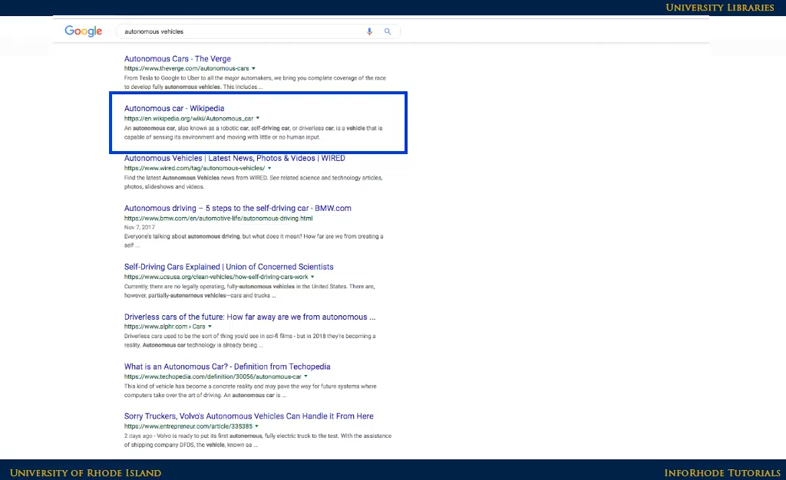 UNIVERSITY LIBRARIES
Google
autonomous vehicles
Autonomous Cars - The Verge
https://www.theverge.com/autonomous-cars
From Tesla to Google to Uber to all the major automakers, we bring you complete coverage of the race
to develop fully autonomous vehicles. This includes ...
Autonomous car - Wikipedia
https://en.wikipedia.org/wiki/Autonomous_car
An autonomous car, also known as a robotic car, self-driving car, or driverless car, is a vehicle that is
capable of sensing its environment and moving with little or no human input.
Autonomous Vehicles | Latest News, Photos & Videos | WIRED
https://www.wired.com/tag/autonomous-vehicles/
Find the latest Autonomous Vehicles news from WIRED. See related science and technology articles,
photos, slideshows and videos.
Autonomous driving – 5 steps to the self-driving car - BMW.com
https://www.bmw.com/en/automotive-life/autonomous-driving.html
Nov 7, 2017
Everyone's talking about autonomous driving, but what does it mean? How far are we from creating a
self ...
Self-Driving Cars Explained | Union of Concerned Scientists
https://www.ucsusa.org/clean-vehicles/how-self-driving-cars-work
Currently, there are no legally operating, fully-autonomous vehicles in the United States. There are,
however, partially-autonomous vehicles—cars and trucks ...
Driverless cars of the future: How far away are we from autonomous ...
https://www.alphr.com › Cars
Driverless cars used to be the sort of thing you'd see in sci-fi films - but in 2018 they're becoming a
reality. Autonomous car technology is already being...
What is an Autonomous Car? - Definition from Techopedia
https://www.techopedia.com/definition/30056/autonomous-car
This kind of vehicle has become a concrete reality and may pave the way for future systems where
computers take over the art of driving. An autonomous car is ...
Sorry Truckers, Volvo's Autonomous Vehicles Can Handle it From Here
https://www.entrepreneur.com/article/335385
2 days ago - Volvo is ready to put its first autonomous, fully electric truck to the test. With the assistance
of shipping company DFDS, the vehicle, known as ...
UNIVERSITY OF RHODE ISLAND
INFORHODE TUTORIALS